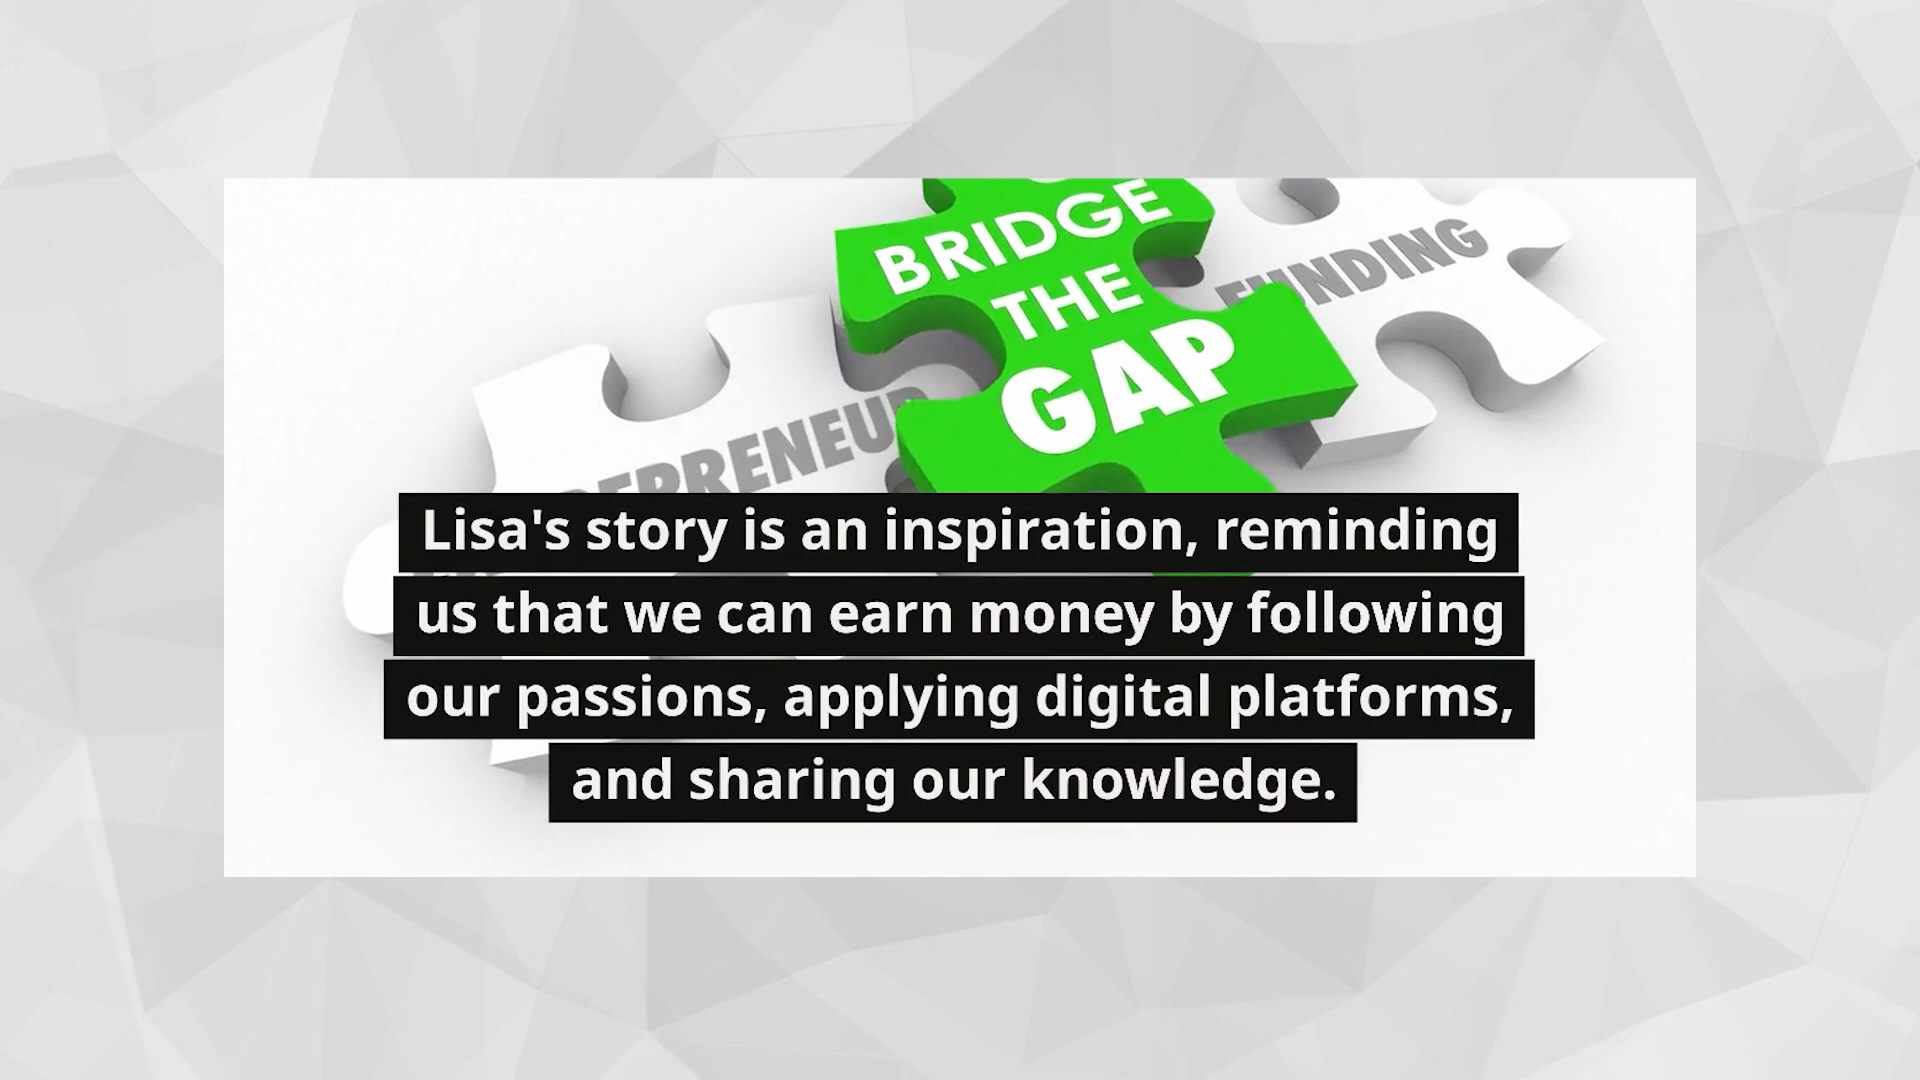 BRIDGE
THE
GAP
FUNDING
Lisa's story is an inspiration, reminding
us that we can earn money by following
our passions, applying digital platforms,
and sharing our knowledge.